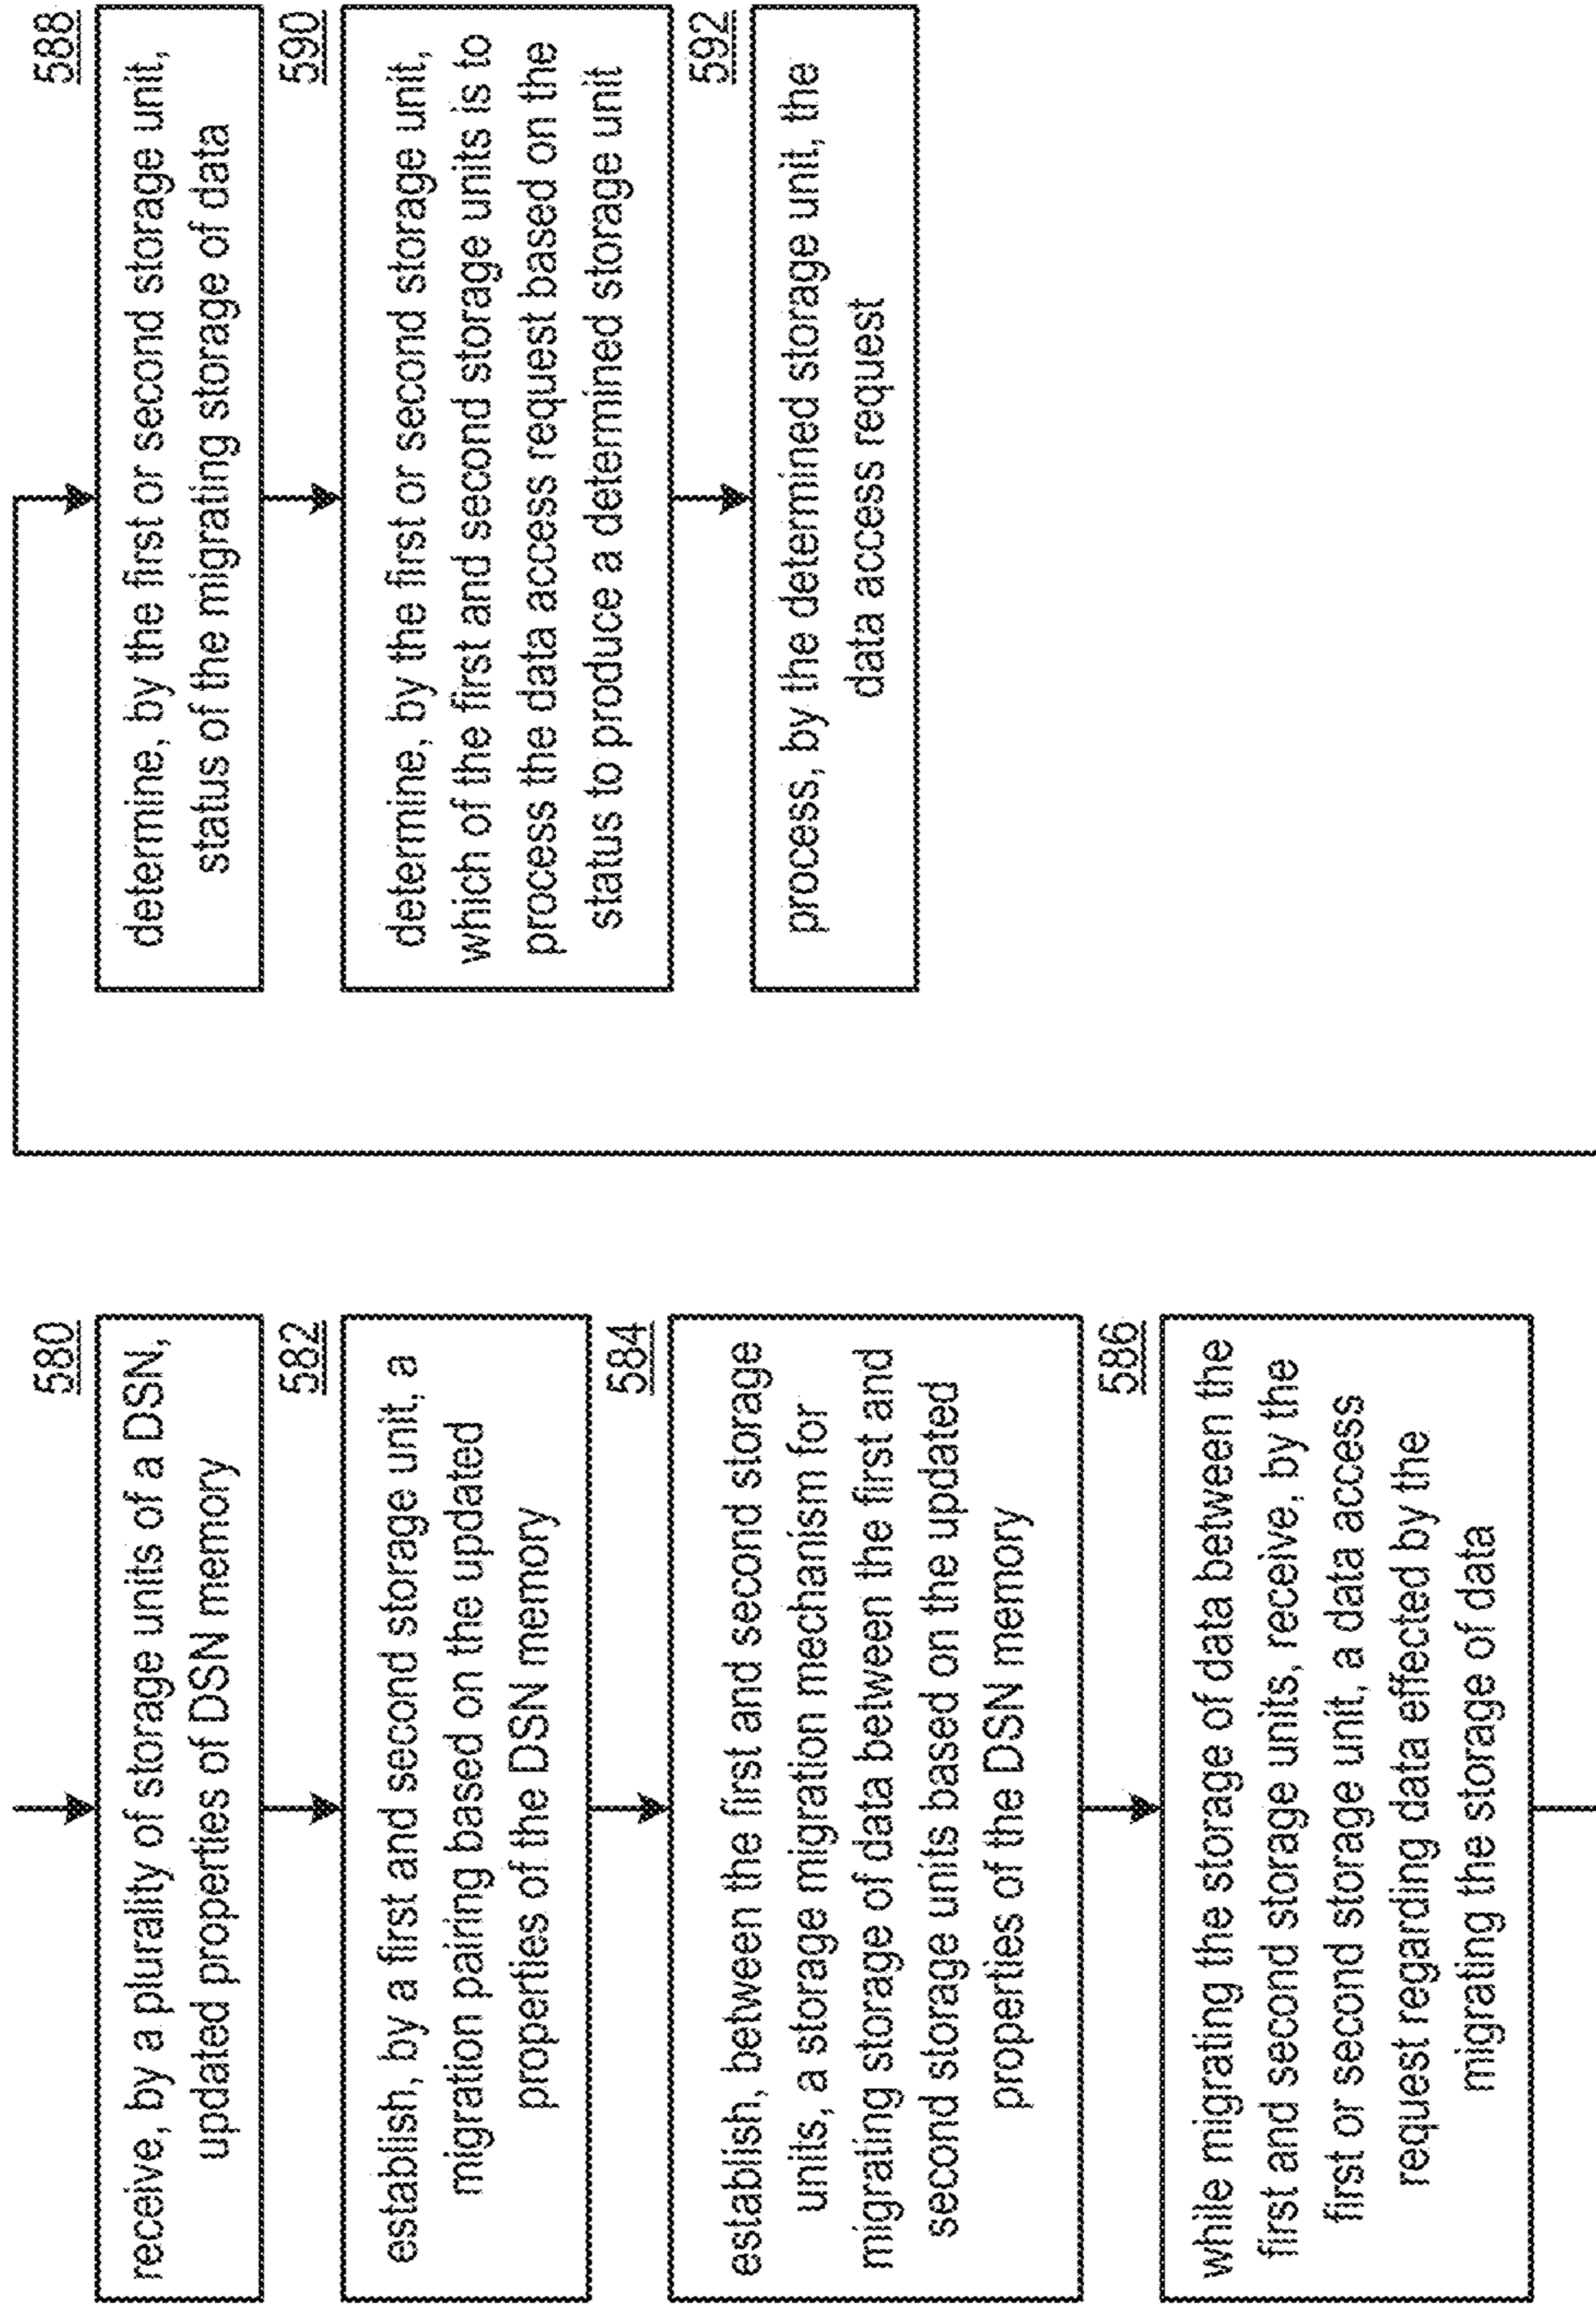 580
receive, by a plurality of storage units of a DSN,
updated properties of DSN memory
582
establish, by a first and second storage unit, a
migration pairing based on the updated
properties of the DSN memory
584
establish, between the first and second storage
units, a storage migration mechanism for
migrating storage of data between the first and
second storage units based on the updated
properties of the DSN memory
586
while migrating the storage of data between the
first and second storage units, receive, by the
first or second storage unit, a data access
request regarding data effected by the
migrating the storage of data
588
determine, by the first or second storage unit,
status of the migrating storage of data
590
determine, by the first or second storage unit,
which of the first and second storage units is to
process the data access request based on the
status to produce a determined storage unit
592
process, by the determined storage unit, the
data access request